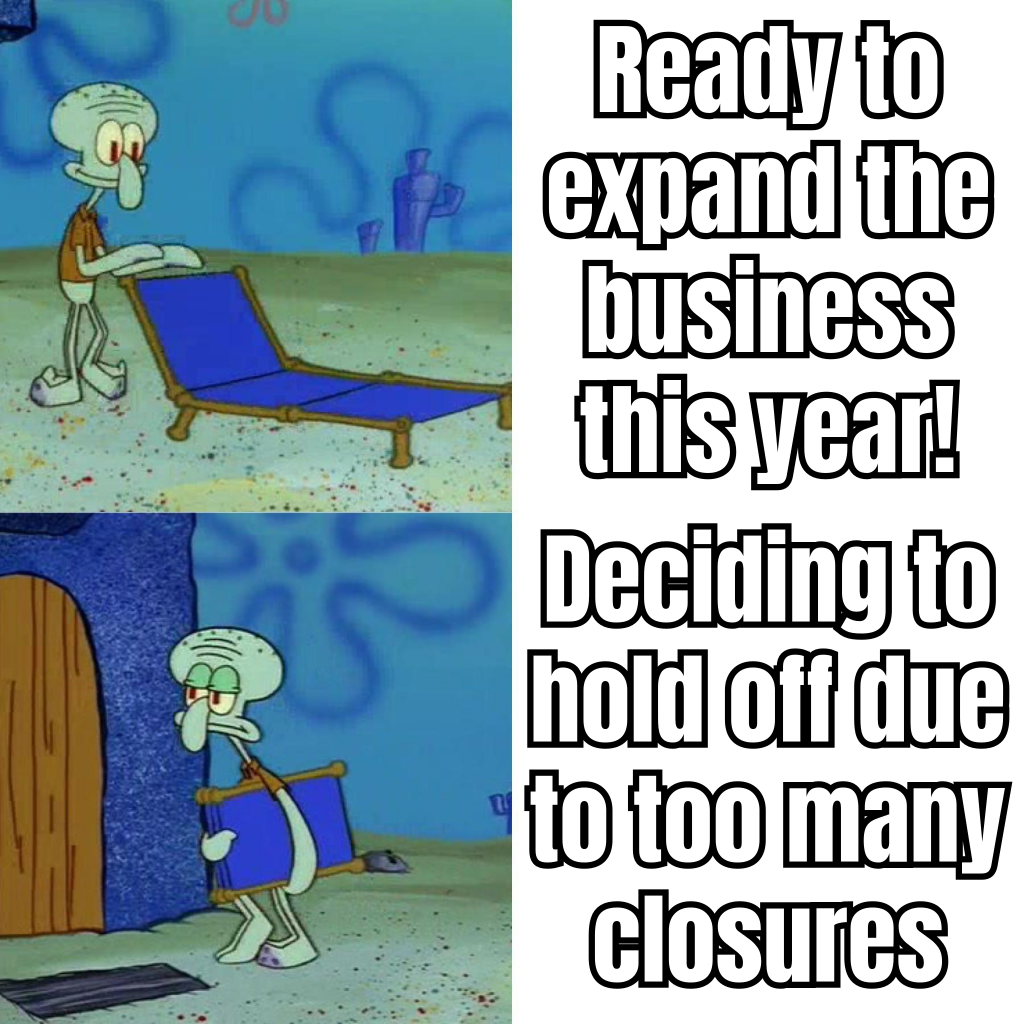 Ready to
expand the
business
this year!
Deciding to
hold off due
to too many
closures